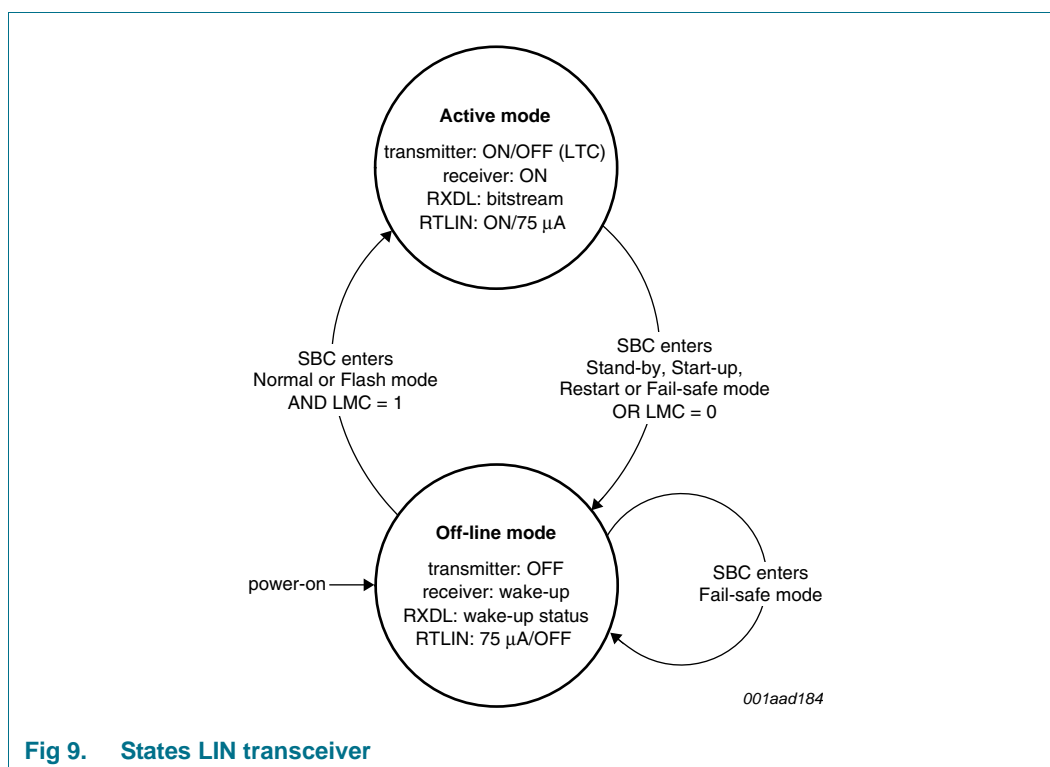 Active mode
transmitter: ON/OFF (LTC)
receiver: ON
RXDL: bitstream
RTLIN: ON/75 μA
SBC enters
Normal or Flash mode
AND LMC = 1
SBC enters
Stand-by, Start-up,
Restart or Fail-safe mode
OR LMC = 0
Off-line mode
transmitter: OFF
receiver: wake-up
RXDL: wake-up status
RTLIN: 75 μA/OFF
power-on
SBC enters
Fail-safe mode
001aad184
Fig 9. States LIN transceiver